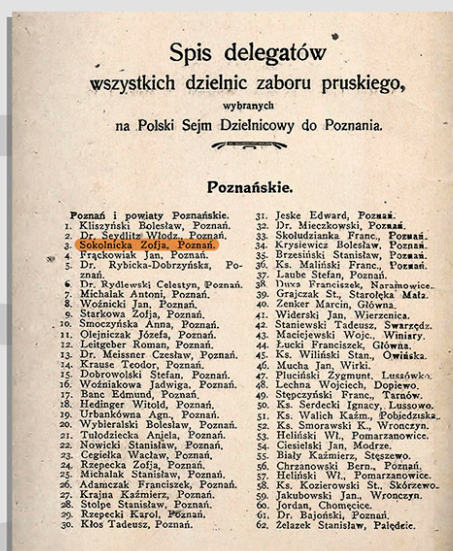 Spis delegatów
wszystkich dzielnic zaboru pruskiego,
wybranych
na Polski Sejm Dzielnicowy do Poznania.
Poznańskie.
Poznań i powiaty Poznańskie.
1. Kliszyński Bolesław, Poznań.
2. Dr. Seydlitz Włodz., Poznań.
3. Sokolnicka Zofja, Poznań.
4. Frąckowiak Jan, Poznań.
5. Dr. Rybicka-Dobrzyńska, Po-
znań.
6. Dr. Rydlewski Celestyn, Poznań.
7. Michalak Antoni, Poznań.
8. Woźnicki Jan, Poznań.
9. Starkowa Zofja, Poznań.
10. Smoczyńska Anna, Poznań.
11. Olejniczak Józefa, Poznań.
12. Leitgeber Roman, Poznań.
13. Dr. Meissner Czesław, Poznań.
14. Krause Teodor, Poznań.
15. Dobrowolski Stefan, Poznań.
16. Woźniakowa Jadwiga, Poznań.
17. Banc Edmund, Poznań.
18. Hedinger Witold, Poznań.
19. Urbankówna Agn., Poznań.
20. Wybieralski Bolesław, Poznań.
21. Tułodziecka Anjela, Poznań.
22. Nowicki Stanisław, Poznań.
23. Cegiełka Wacław, Poznań.
24. Rzepecka Zofja, Poznań.
25. Michalak Stanisław, Poznań.
26. Adamczak Franciszek, Poznań.
27. Krajna Kaźmierz, Poznań.
28. Stolpe Stanisław, Poznań.
29. Rzepecki Karol, Poznań.
30. Kłos Tadeusz, Poznań.
31. Jeske Edward, Poznań.
32. Dr. Mieczkowski, Poznań.
33. Skołudzianka Franc., Poznań.
34. Krysiewicz Bolesław, Poznań.
35. Brzesiński Stanisław, Poznań.
36. Ks. Maliński Franc., Poznań.
37. Laube Stefan, Poznań.
38. Duxa Franciszek, Naramowice.
39. Grajczak St., Starołęka Mała.
40. Zenker Marcin, Główna.
41. Widerski Jan, Wierzenica.
42. Staniewski Tadeusz, Swarzędz.
43. Maciejewski Wojc., Winiary.
44. Łucki Franciszek, Główna.
45. Ks. Wiliński Stan., Owińska.
46. Mucha Jan, Wirki.
47. Pluciński Zygmunt, Lussówko.
48. Lechna Wojciech, Dopiewo.
49. Stępczyński Franc., Tarnów.
50. Ks. Serdecki Ignacy, Lussowo.
51. Ks. Walich Kaźm., Pobiedziska.
52. Ks. Smorawski K., Wronczyn.
53. Heliński Wł., Pomarzanowice.
54. Ciesielski Jan, Modrze.
55. Biały Kaźmierz, Stęszewo.
56. Chrzanowski Bern., Poznań.
57. Heliński Wł., Pomarzanowice.
58. Ks. Kozierowski St., Skórzewo.
59. Jakubowski Jan., Wronczyn.
60. Jordan, Chomęcice.
61. Dr. Bajoński, Poznań.
62. Żelazek Stanisław, Palędzie.